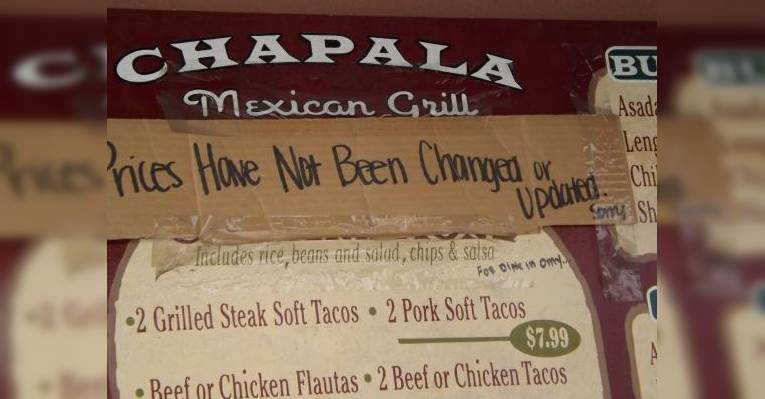 CHAPALA
Mexican Grill
Prices Have Not Been Changed or
Updated.
Sorry
Includes rice, beans and salad, chips & salsa
For Dine in Only...
•2 Grilled Steak Soft Tacos • 2 Pork Soft Tacos
$7.99
• Beef or Chicken Flautas • 2 Beef or Chicken Tacos
BU
Asada
Leng
Chi
Sh
A